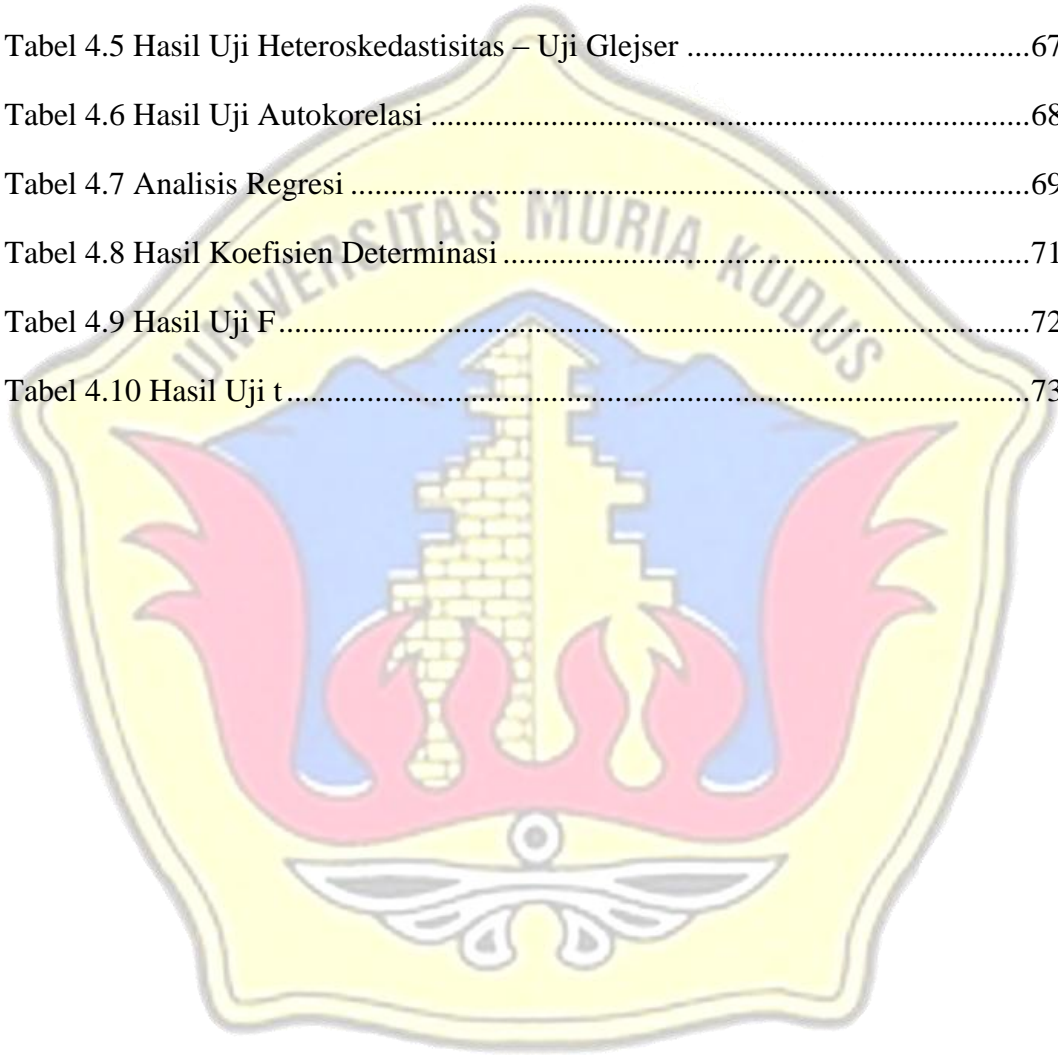 Tabel 4.5 Hasil Uji Heteroskedastisitas – Uji Glejser ....................................67
Tabel 4.6 Hasil Uji Autokorelasi ..............................................................68
Tabel 4.7 Analisis Regresi ......................................................................69
Tabel 4.8 Hasil Koefisien Determinasi ......................................................71
Tabel 4.9 Hasil Uji F ..............................................................................72
Tabel 4.10 Hasil Uji t ..............................................................................73
UNIVERSITAS MURIA KUDUS